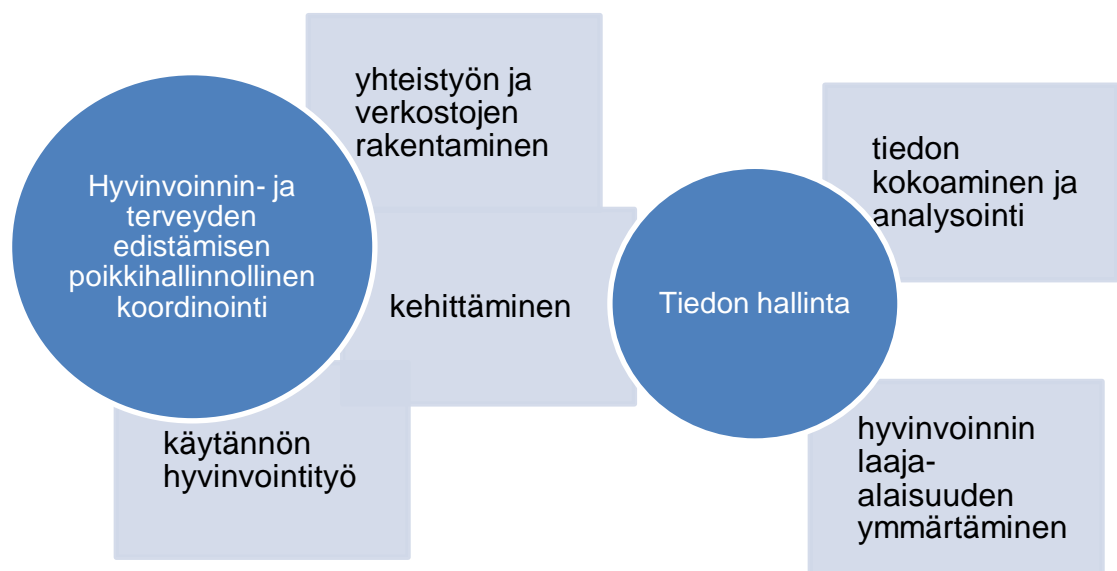 Hyvinvoinnin- ja
terveyden
edistämisen
poikkihallinnollinen
koordinointi
yhteistyön ja
verkostojen
rakentaminen
kehittäminen
käytännön
hyvinvointityö
Tiedon hallinta
tiedon
kokoaminen ja
analysointi
hyvinvoinnin
laaja-
alaisuuden
ymmärtäminen